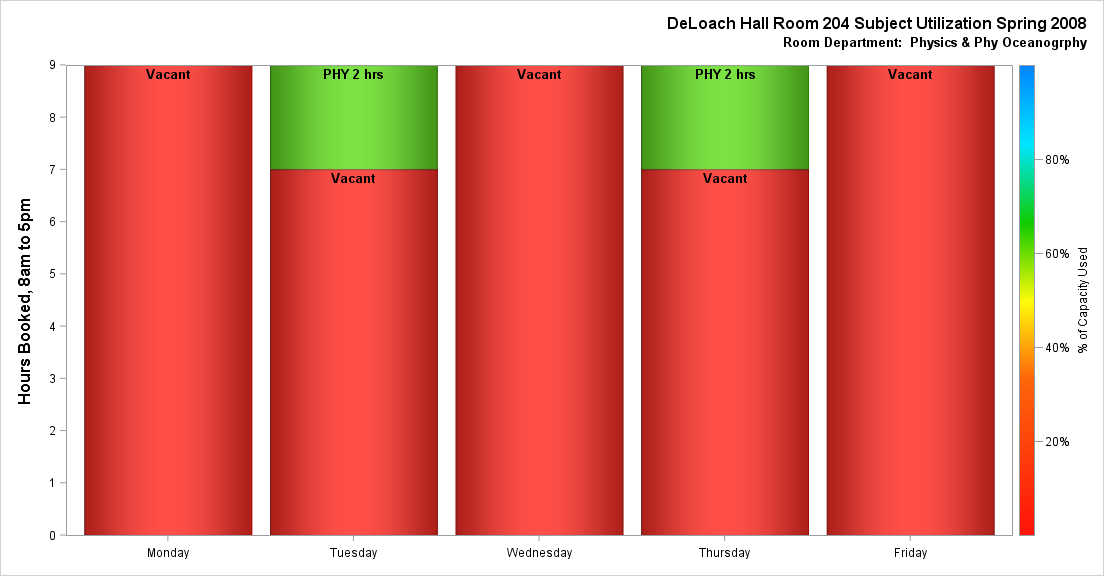 DeLoach Hall Room 204 Subject Utilization Spring 2008
Room Department:  Physics & Phy Oceanogrphy
Hours Booked, 8am to 5pm
9
8
7
6
5
4
3
2
1
0
Vacant
PHY 2 hrs
Vacant
Vacant
PHY 2 hrs
Vacant
Vacant
Monday
Tuesday
Wednesday
Thursday
Friday
80%
60%
40%
20%
% of Capacity Used